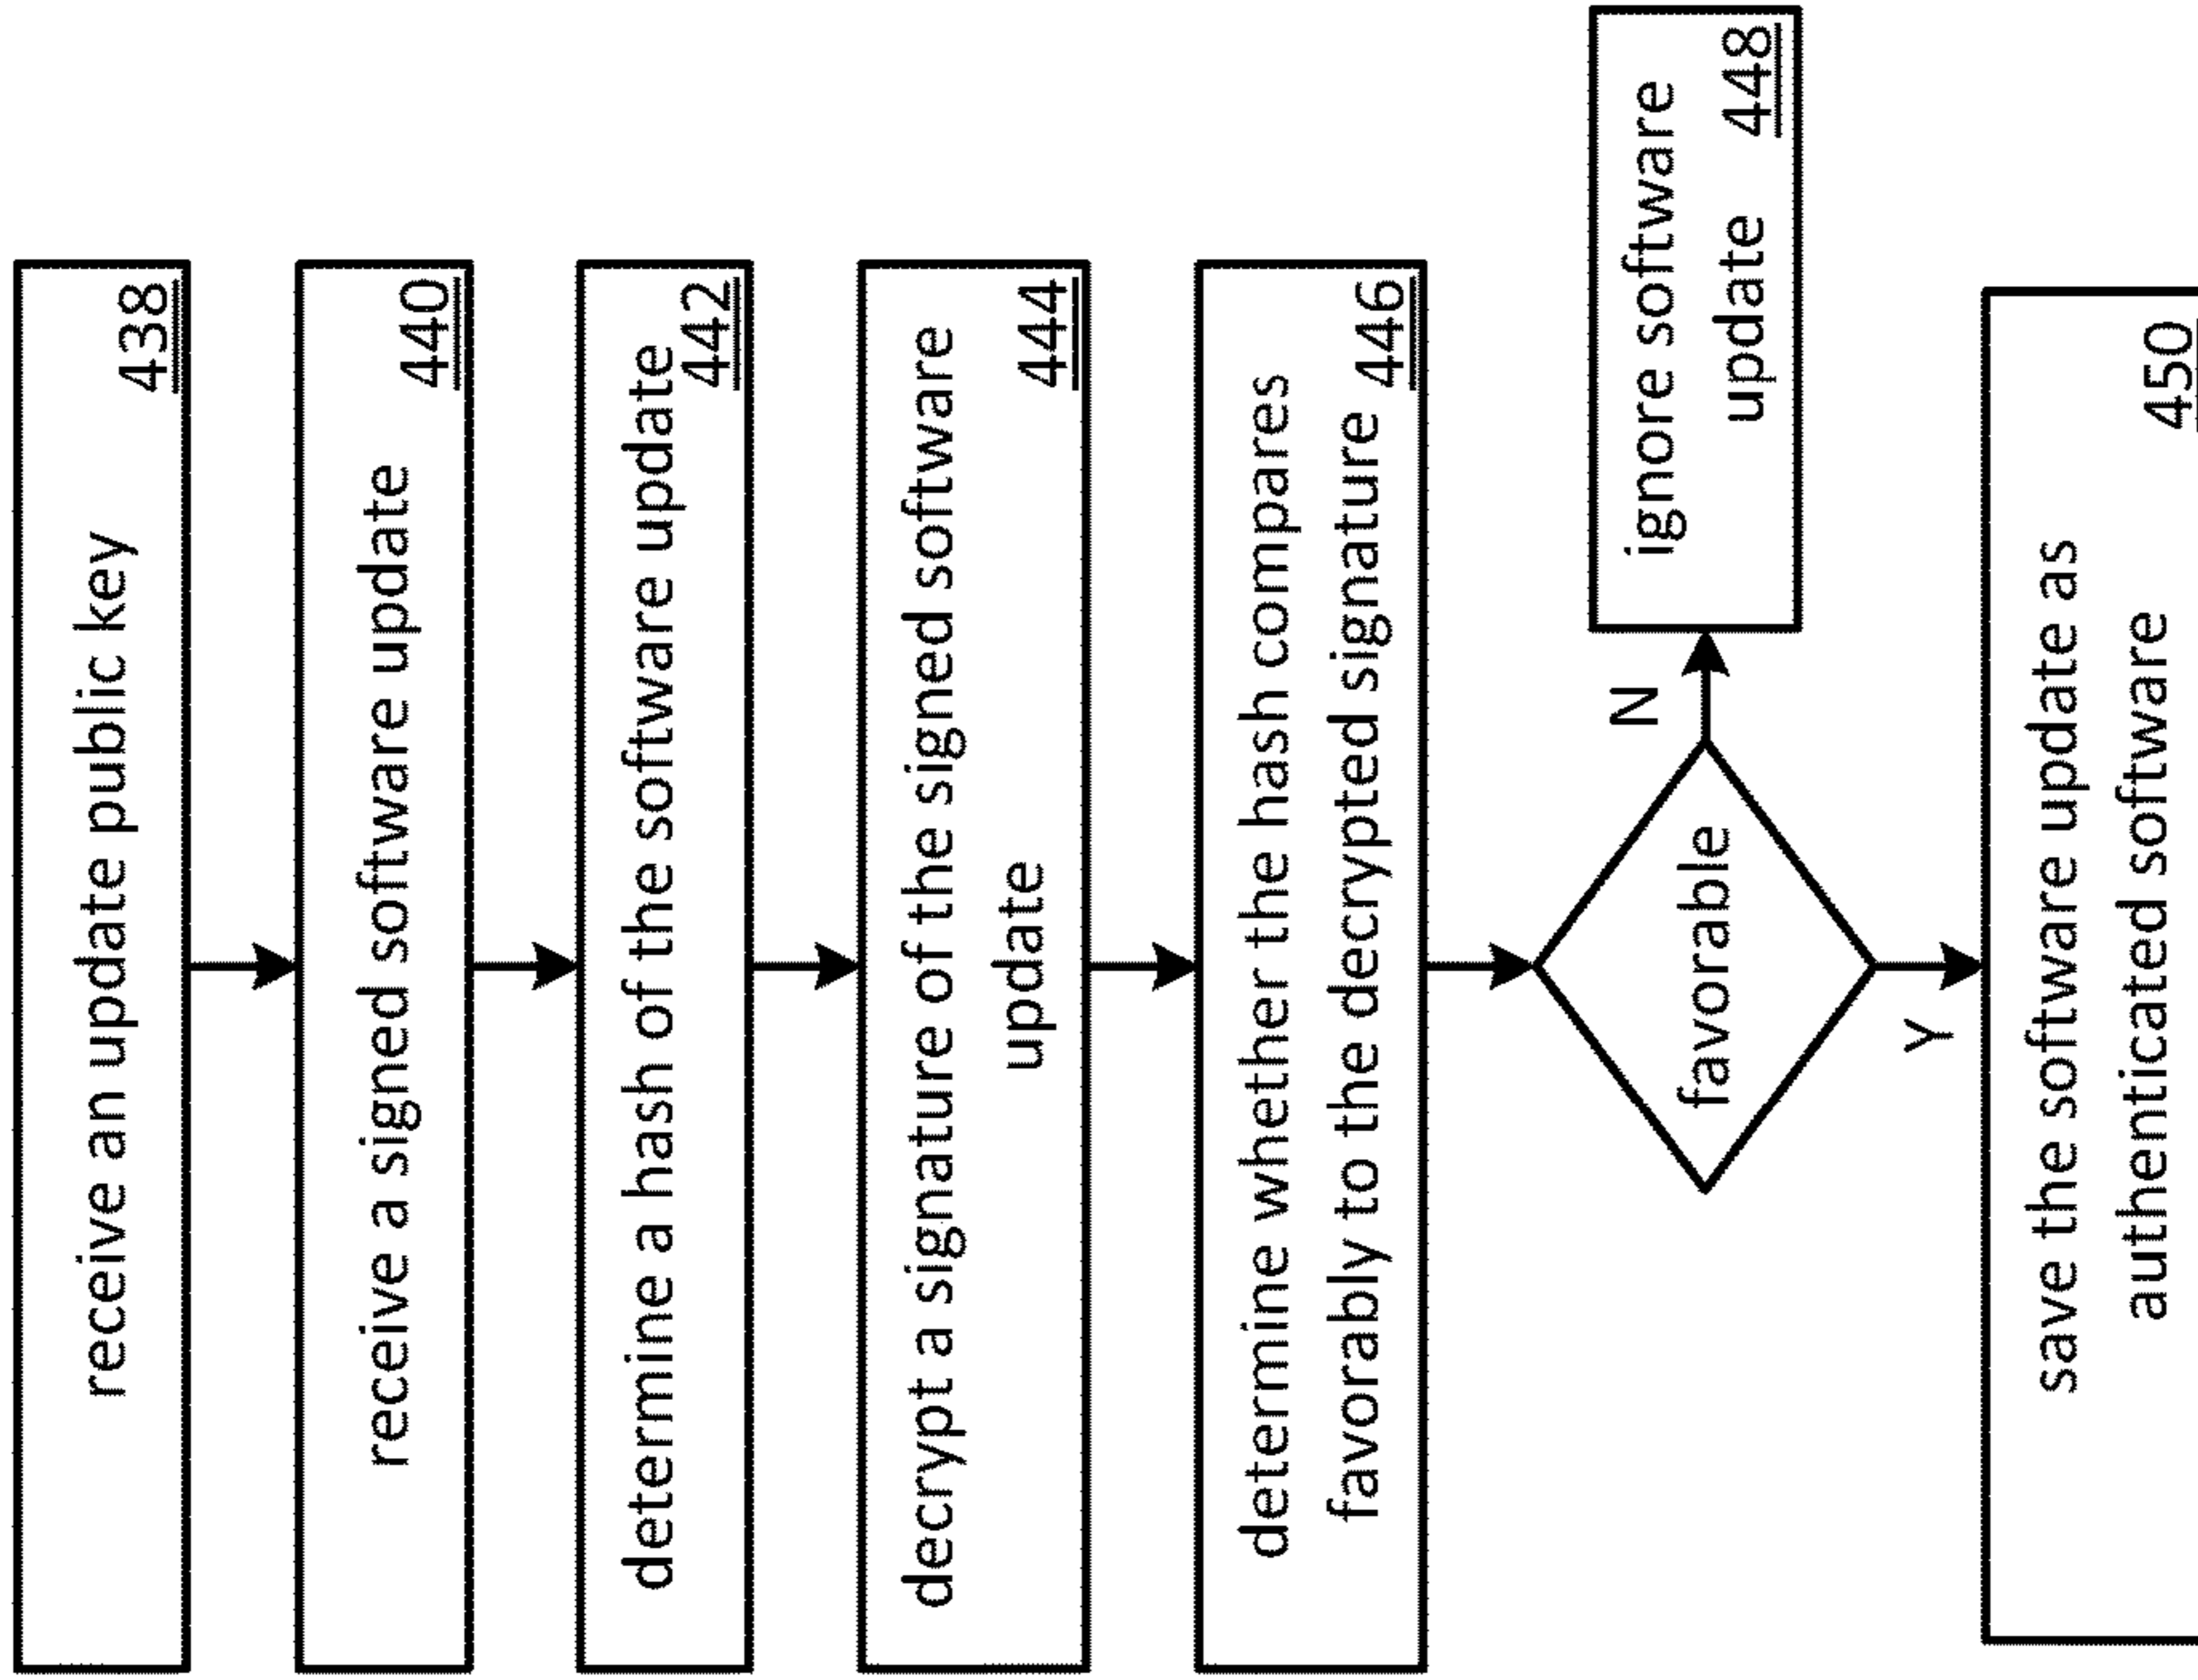 receive an update public key
438
receive a signed software update
440
determine a hash of the software update
442
decrypt a signature of the signed software
update
444
determine whether the hash compares
favorably to the decrypted signature 446
favorable
N
ignore software
update 448
Y
save the software update as
authenticated software
450